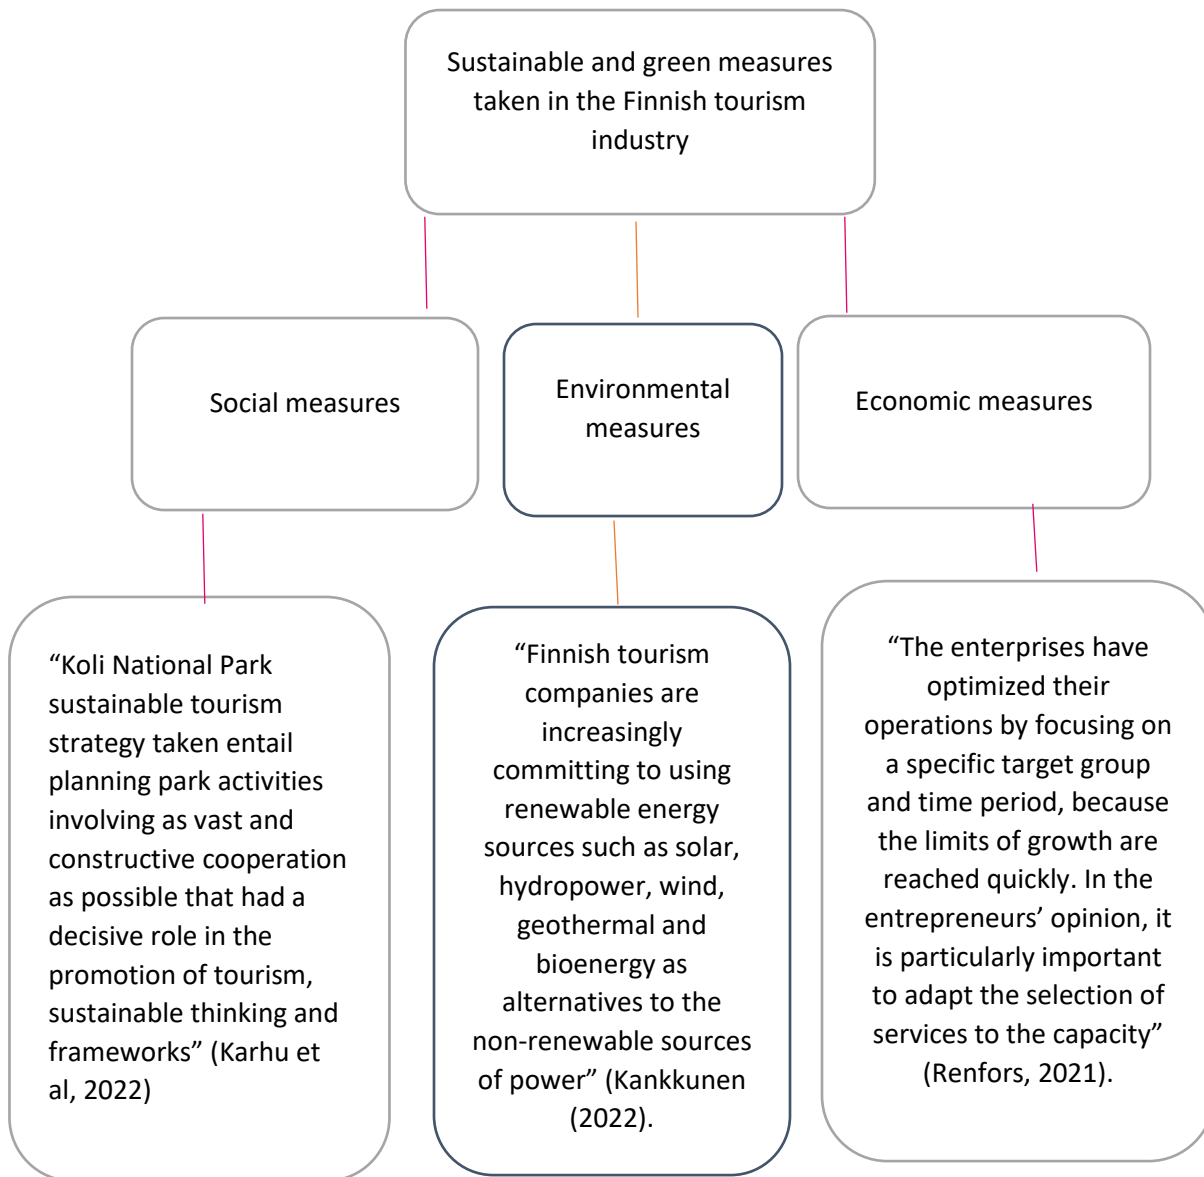 Sustainable and green measures
taken in the Finnish tourism
industry
Social measures
Environmental
measures
Economic measures
“Koli National Park
sustainable tourism
strategy taken entail
planning park activities
involving as vast and
constructive cooperation
as possible that had a
decisive role in the
promotion of tourism,
sustainable thinking and
frameworks” (Karhu et
al, 2022)
“Finnish tourism
companies are
increasingly
committing to using
renewable energy
sources such as solar,
hydropower, wind,
geothermal and
bioenergy as
alternatives to the
non-renewable sources
of power” (Kankkunen
(2022).
“The enterprises have
optimized their
operations by focusing on
a specific target group
and time period, because
the limits of growth are
reached quickly. In the
entrepreneurs’ opinion, it
is particularly important
to adapt the selection of
services to the capacity”
(Renfors, 2021).